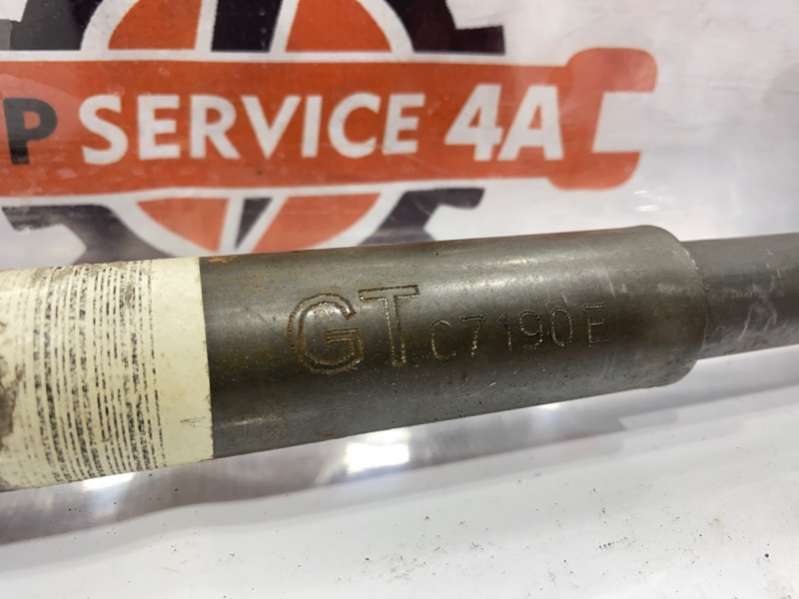 P SERVICE 4A
GT C7190E